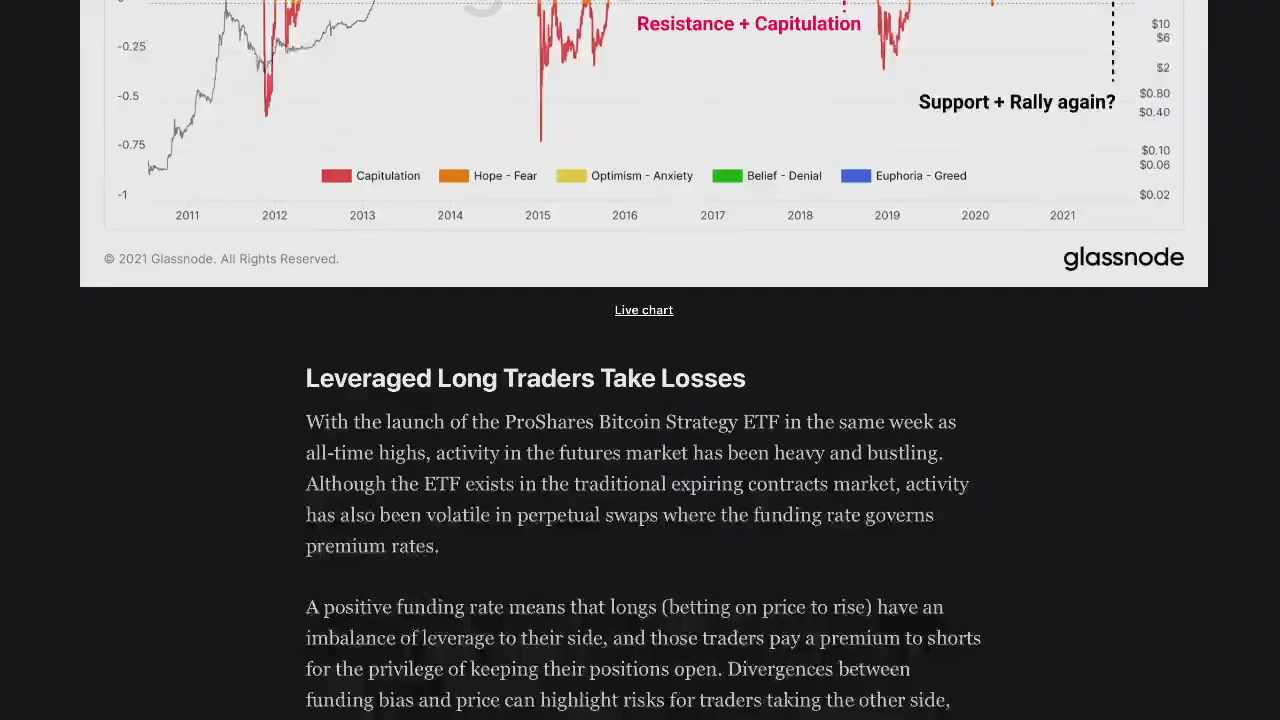 Resistance + Capitulation
$10
$6
-0.25
$2
-0.5
$0.80
Support + Rally again?
$0.40
-0.75
$0.10
$0.06
Capitulation Hope - Fear Optimism - Anxiety Belief - Denial Euphoria - Greed
-1
$0.02
2011 2012 2013 2014 2015 2016 2017 2018 2019 2020 2021
© 2021 Glassnode. All Rights Reserved.
glassnode
Live chart
Leveraged Long Traders Take Losses
With the launch of the ProShares Bitcoin Strategy ETF in the same week as
all-time highs, activity in the futures market has been heavy and bustling.
Although the ETF exists in the traditional expiring contracts market, activity
has also been volatile in perpetual swaps where the funding rate governs
premium rates.
A positive funding rate means that longs (betting on price to rise) have an
imbalance of leverage to their side, and those traders pay a premium to shorts
for the privilege of keeping their positions open. Divergences between
funding bias and price can highlight risks for traders taking the other side,